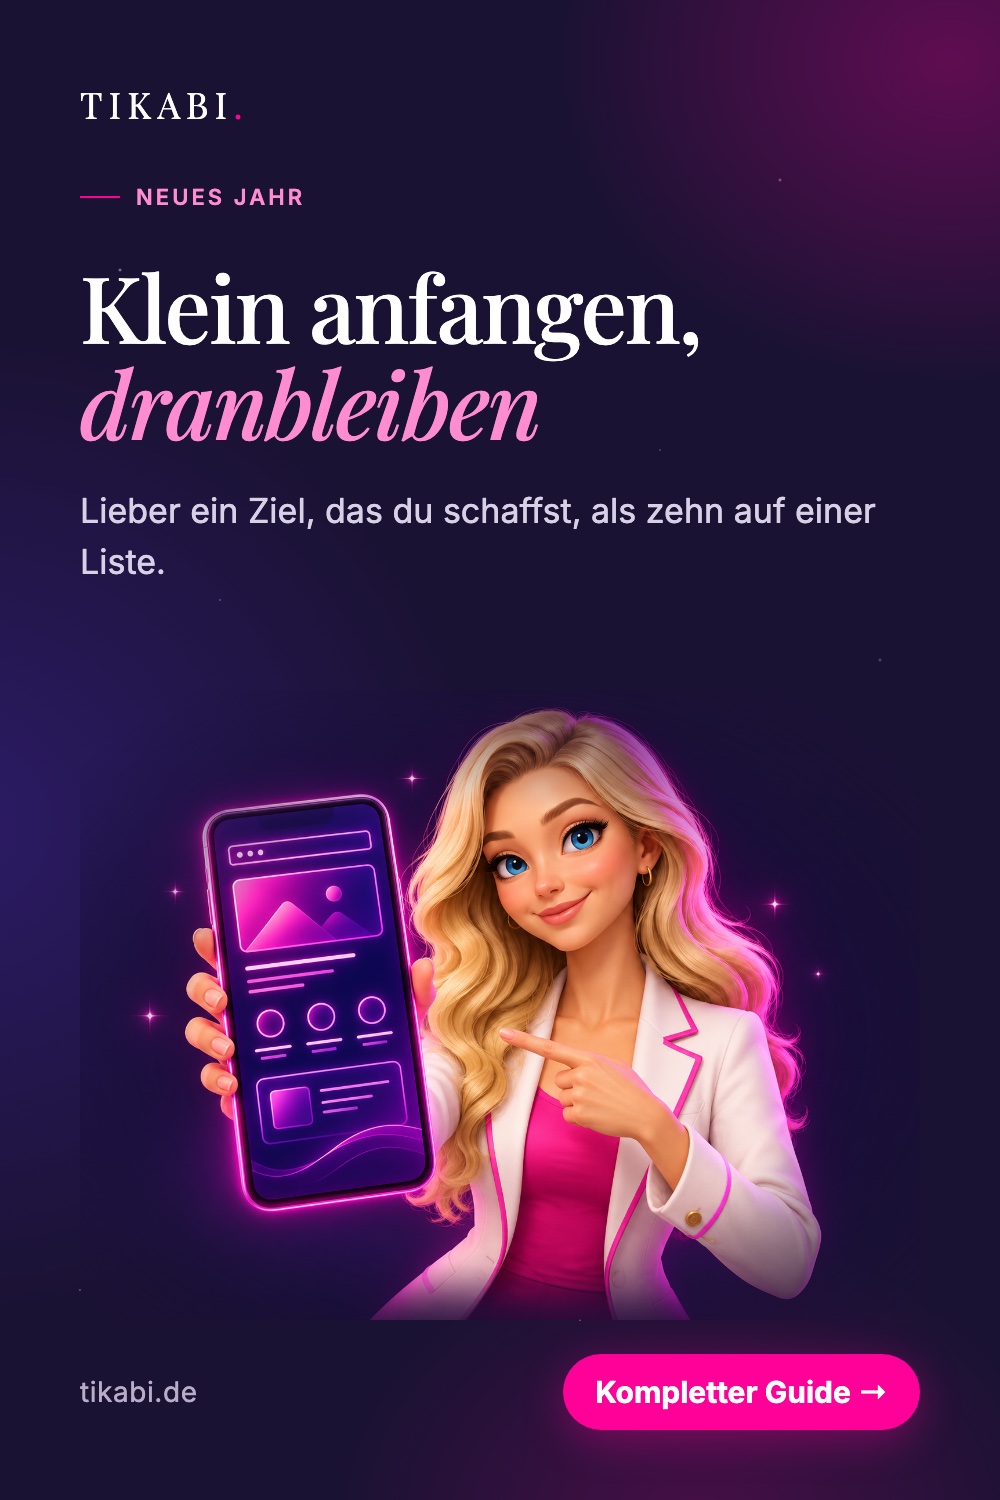 TIKABI.
NEUES JAHR
Klein anfangen,
dranbleiben
Lieber ein Ziel, das du schaffst, als zehn auf einer
Liste.
tikabi.de
Kompletter Guide →